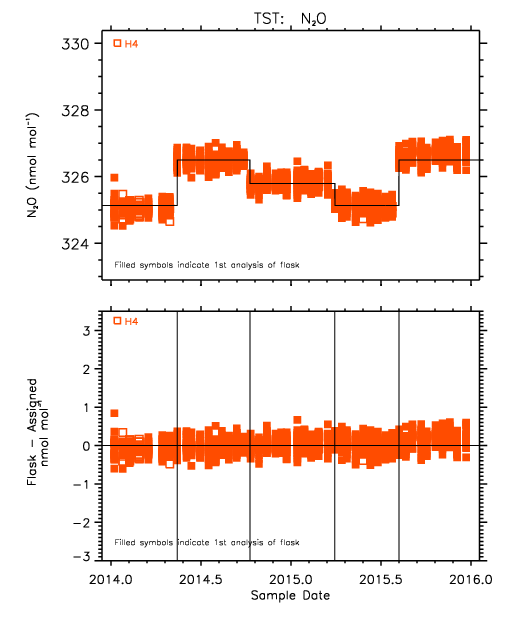 TST: N₂O
330
328
326
324
N₂O (nmol mol⁻¹)
H4
Filled symbols indicate 1st analysis of flask
3
2
1
0
−1
−2
−3
Flask − Assigned
nmol mol⁻¹
H4
Filled symbols indicate 1st analysis of flask
2014.0 2014.5 2015.0 2015.5 2016.0
Sample Date